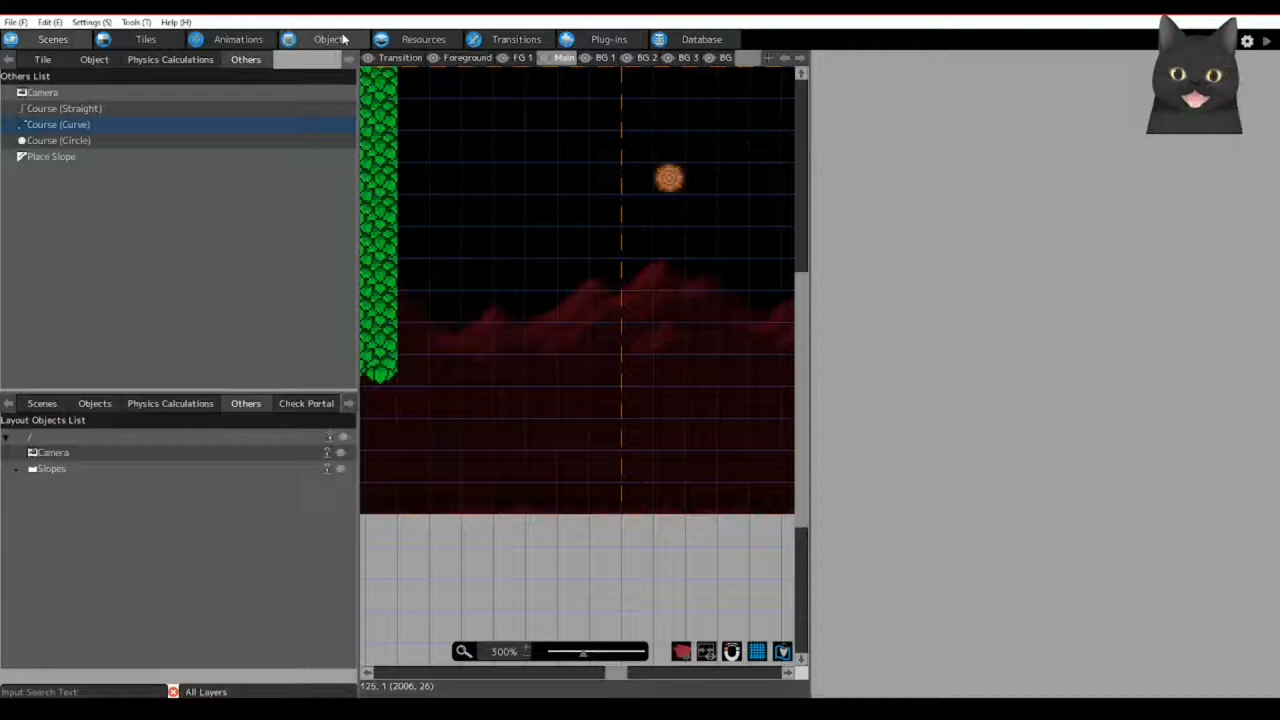 File (F) Edit (E) Settings (S) Tools (T) Help (H)
Scenes Tiles Animations Object Resources Transitions Plug-ins Database
Tile Object Physics Calculations Others
Transition Foreground FG 1 Main BG 1 BG 2 BG 3 BG
Others List
Camera
Course (Straight)
Course (Curve)
Course (Circle)
Place Slope
Scenes Objects Physics Calculations Others Check Portal
Layout Objects List
/
Camera
Slopes
300%
125, 1 (2006, 26)
Input Search Text All Layers